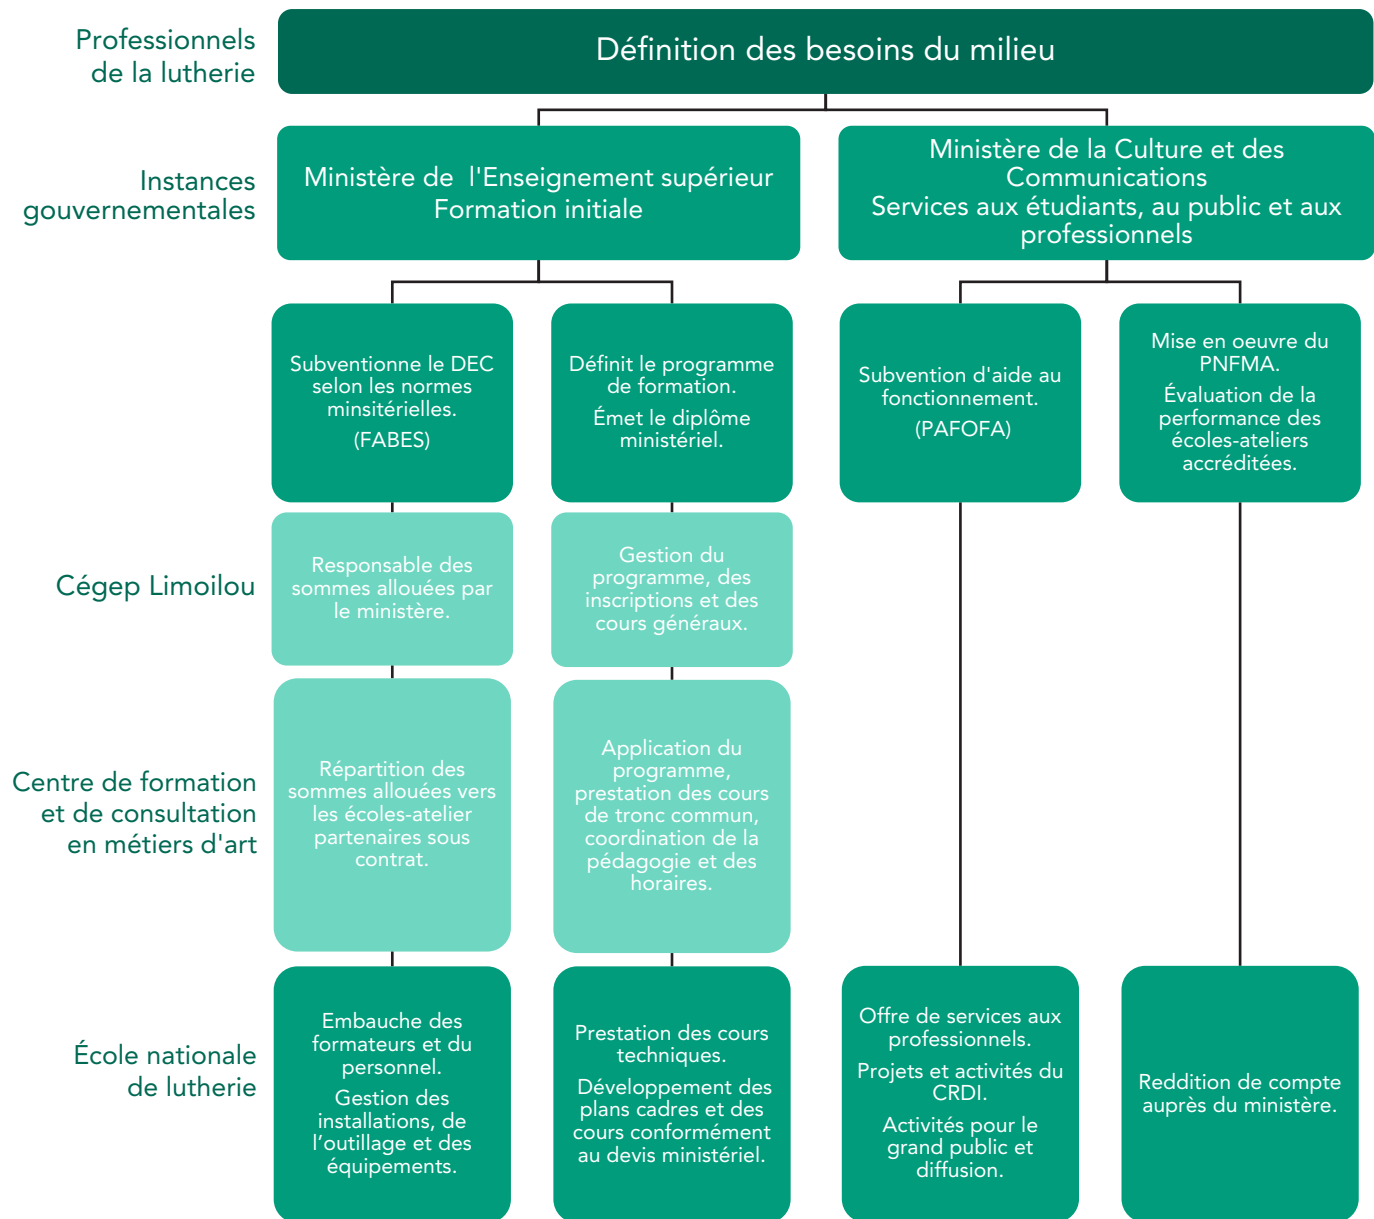 Professionnels
de la lutherie
Définition des besoins du milieu
Instances
gouvernementales
Ministère de l'Enseignement supérieur
Formation initiale
Ministère de la Culture et des
Communications
Services aux étudiants, au public et aux
professionnels
Subventionne le DEC
selon les normes
minsitérielles.
(FABES)
Définit le programme
de formation.
Émet le diplôme
ministériel.
Subvention d'aide au
fonctionnement.
(PAFOFA)
Mise en oeuvre du
PNFMA.
Évaluation de la
performance des
écoles-ateliers
accréditées.
Cégep Limoilou
Responsable des
sommes allouées par
le ministère.
Gestion du
programme, des
inscriptions et des
cours généraux.
Centre de formation
et de consultation
en métiers d'art
Répartition des
sommes allouées vers
les écoles-atelier
partenaires sous
contrat.
Application du
programme,
prestation des cours
de tronc commun,
coordination de la
pédagogie et des
horaires.
École nationale
de lutherie
Embauche des
formateurs et du
personnel.
Gestion des
installations, de
l’outillage et des
équipements.
Prestation des cours
techniques.
Développement des
plans cadres et des
cours conformément
au devis ministériel.
Offre de services aux
professionnels.
Projets et activités du
CRDI.
Activités pour le
grand public et
diffusion.
Reddition de compte
auprès du ministère.